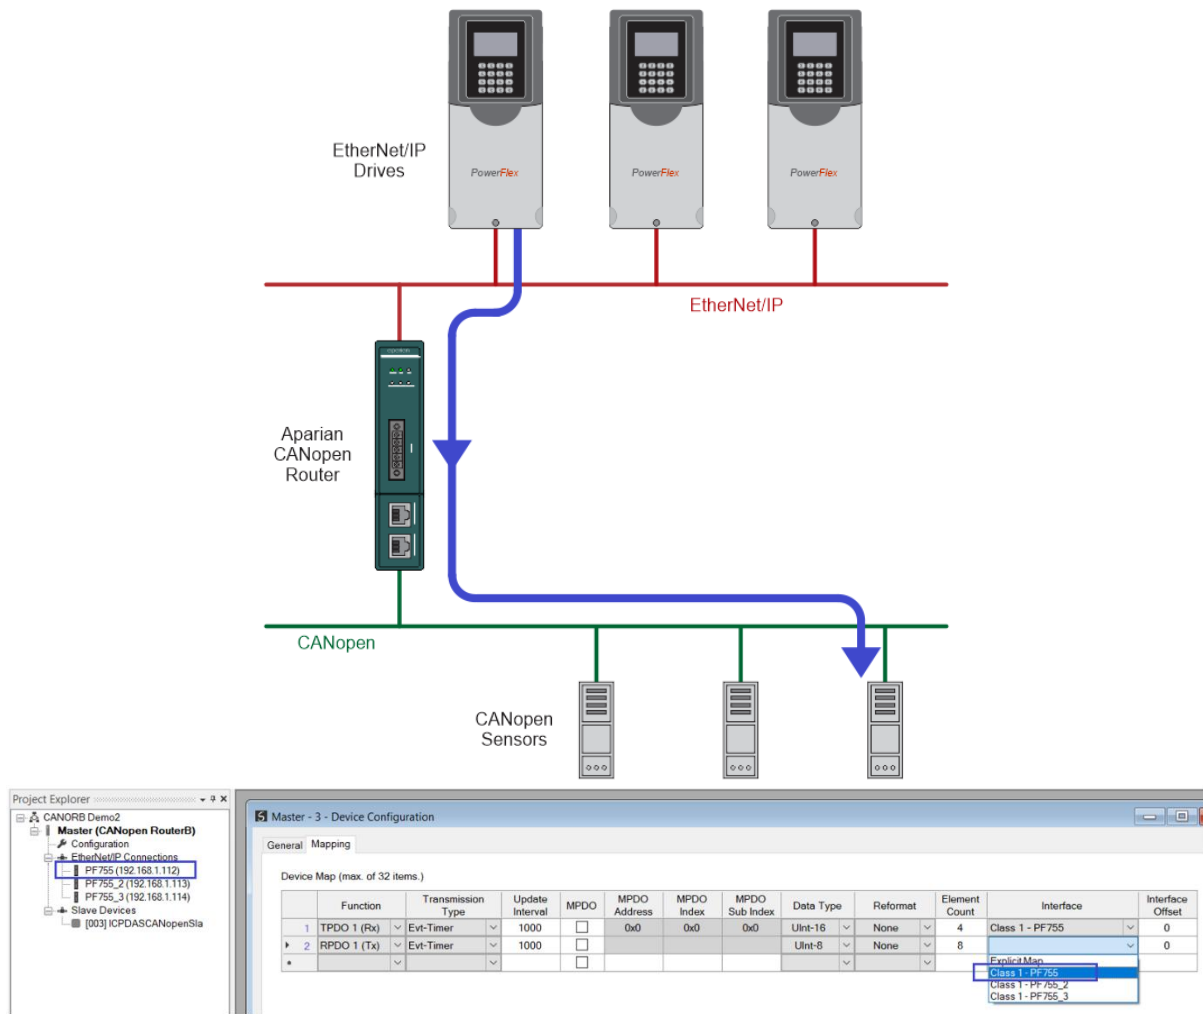 EtherNet/IP
Drives
PowerFlex
PowerFlex
PowerFlex
EtherNet/IP
Aparian
CANopen
Router
CANopen
CANopen
Sensors
Project Explorer
CANORB Demo2
Master (CANopen RouterB)
Configuration
EtherNet/IP Connections
PF755 (192.168.1.112)
PF755_2 (192.168.1.113)
PF755_3 (192.168.1.114)
Slave Devices
[003] ICPDASCANopenSla
Master - 3 - Device Configuration
General Mapping
Device Map (max. of 32 items.)
Function Transmission Type Update Interval MPDO MPDO Address MPDO Index MPDO Sub Index Data Type Reformat Element Count Interface Interface Offset
1 TPDO 1 (Rx) Evt-Timer 1000 0x0 0x0 0x0 UInt-16 None 4 Class 1 - PF755 0
2 RPDO 1 (Tx) Evt-Timer 1000 UInt-8 None 8 0
*
Explicit Map
Class 1 - PF755
Class 1 - PF755_2
Class 1 - PF755_3